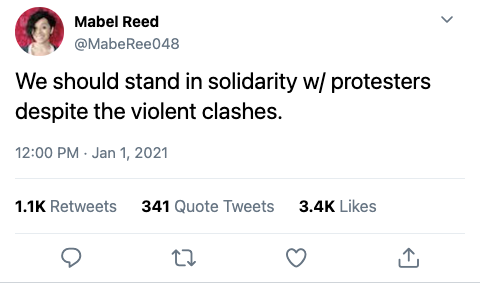 Mabel Reed
@MabeRee048
We should stand in solidarity w/ protesters
despite the violent clashes.
12:00 PM · Jan 1, 2021
1.1K Retweets 341 Quote Tweets 3.4K Likes